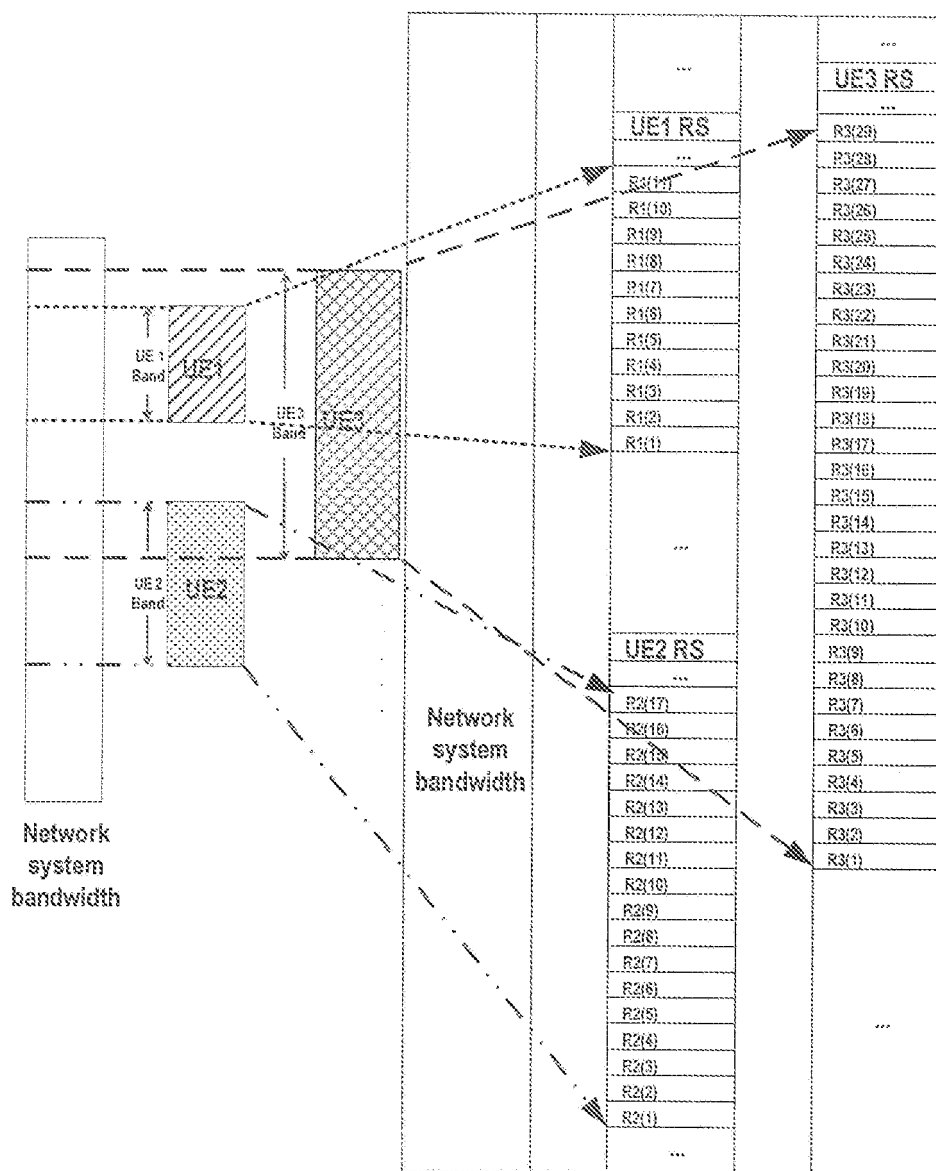 UE 1
Band
UE1
UE3
Band
UE3
UE2
Band
UE2
Network
system
bandwidth
Network
system
bandwidth
...
UE1 RS
...
R3(11)
R1(10)
R1(9)
R1(8)
R1(7)
R1(6)
R1(5)
R1(4)
R1(3)
R1(2)
R1(1)
...
UE2 RS
...
R2(17)
R2(16)
R2(15)
R2(14)
R2(13)
R2(12)
R2(11)
R2(10)
R2(9)
R2(8)
R2(7)
R2(6)
R2(5)
R2(4)
R2(3)
R2(2)
R2(1)
...
...
UE3 RS
...
R3(29)
R3(28)
R3(27)
R3(26)
R3(25)
R3(24)
R3(23)
R3(22)
R3(21)
R3(20)
R3(19)
R3(18)
R3(17)
R3(16)
R3(15)
R3(14)
R3(13)
R3(12)
R3(11)
R3(10)
R3(9)
R3(8)
R3(7)
R3(6)
R3(5)
R3(4)
R3(3)
R3(2)
R3(1)
...